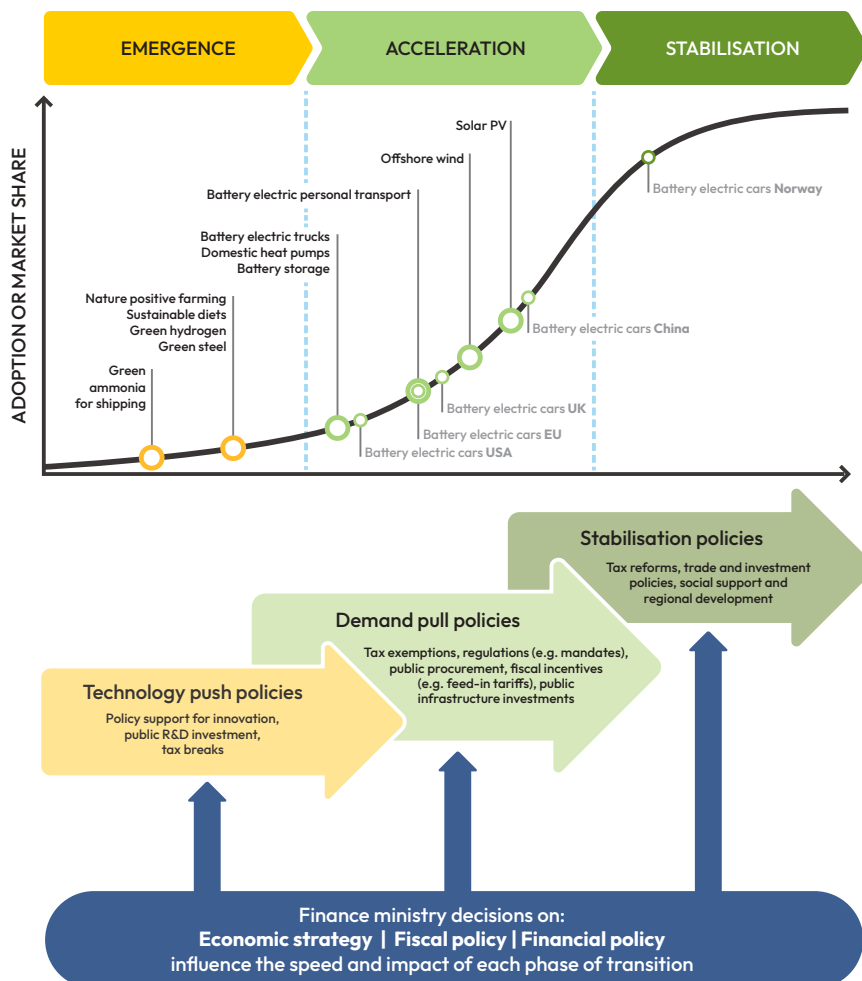 EMERGENCE
ACCELERATION
STABILISATION
ADOPTION OR MARKET SHARE
Solar PV
Offshore wind
Battery electric personal transport
Battery electric trucks
Domestic heat pumps
Battery storage
Nature positive farming
Sustainable diets
Green hydrogen
Green steel
Green
ammonia
for shipping
Battery electric cars Norway
Battery electric cars China
Battery electric cars UK
Battery electric cars EU
Battery electric cars USA
Stabilisation policies
Tax reforms, trade and investment
policies, social support and
regional development
Demand pull policies
Tax exemptions, regulations (e.g. mandates),
public procurement, fiscal incentives
(e.g. feed-in tariffs), public
infrastructure investments
Technology push policies
Policy support for innovation,
public R&D investment,
tax breaks
Finance ministry decisions on:
Economic strategy | Fiscal policy | Financial policy
influence the speed and impact of each phase of transition